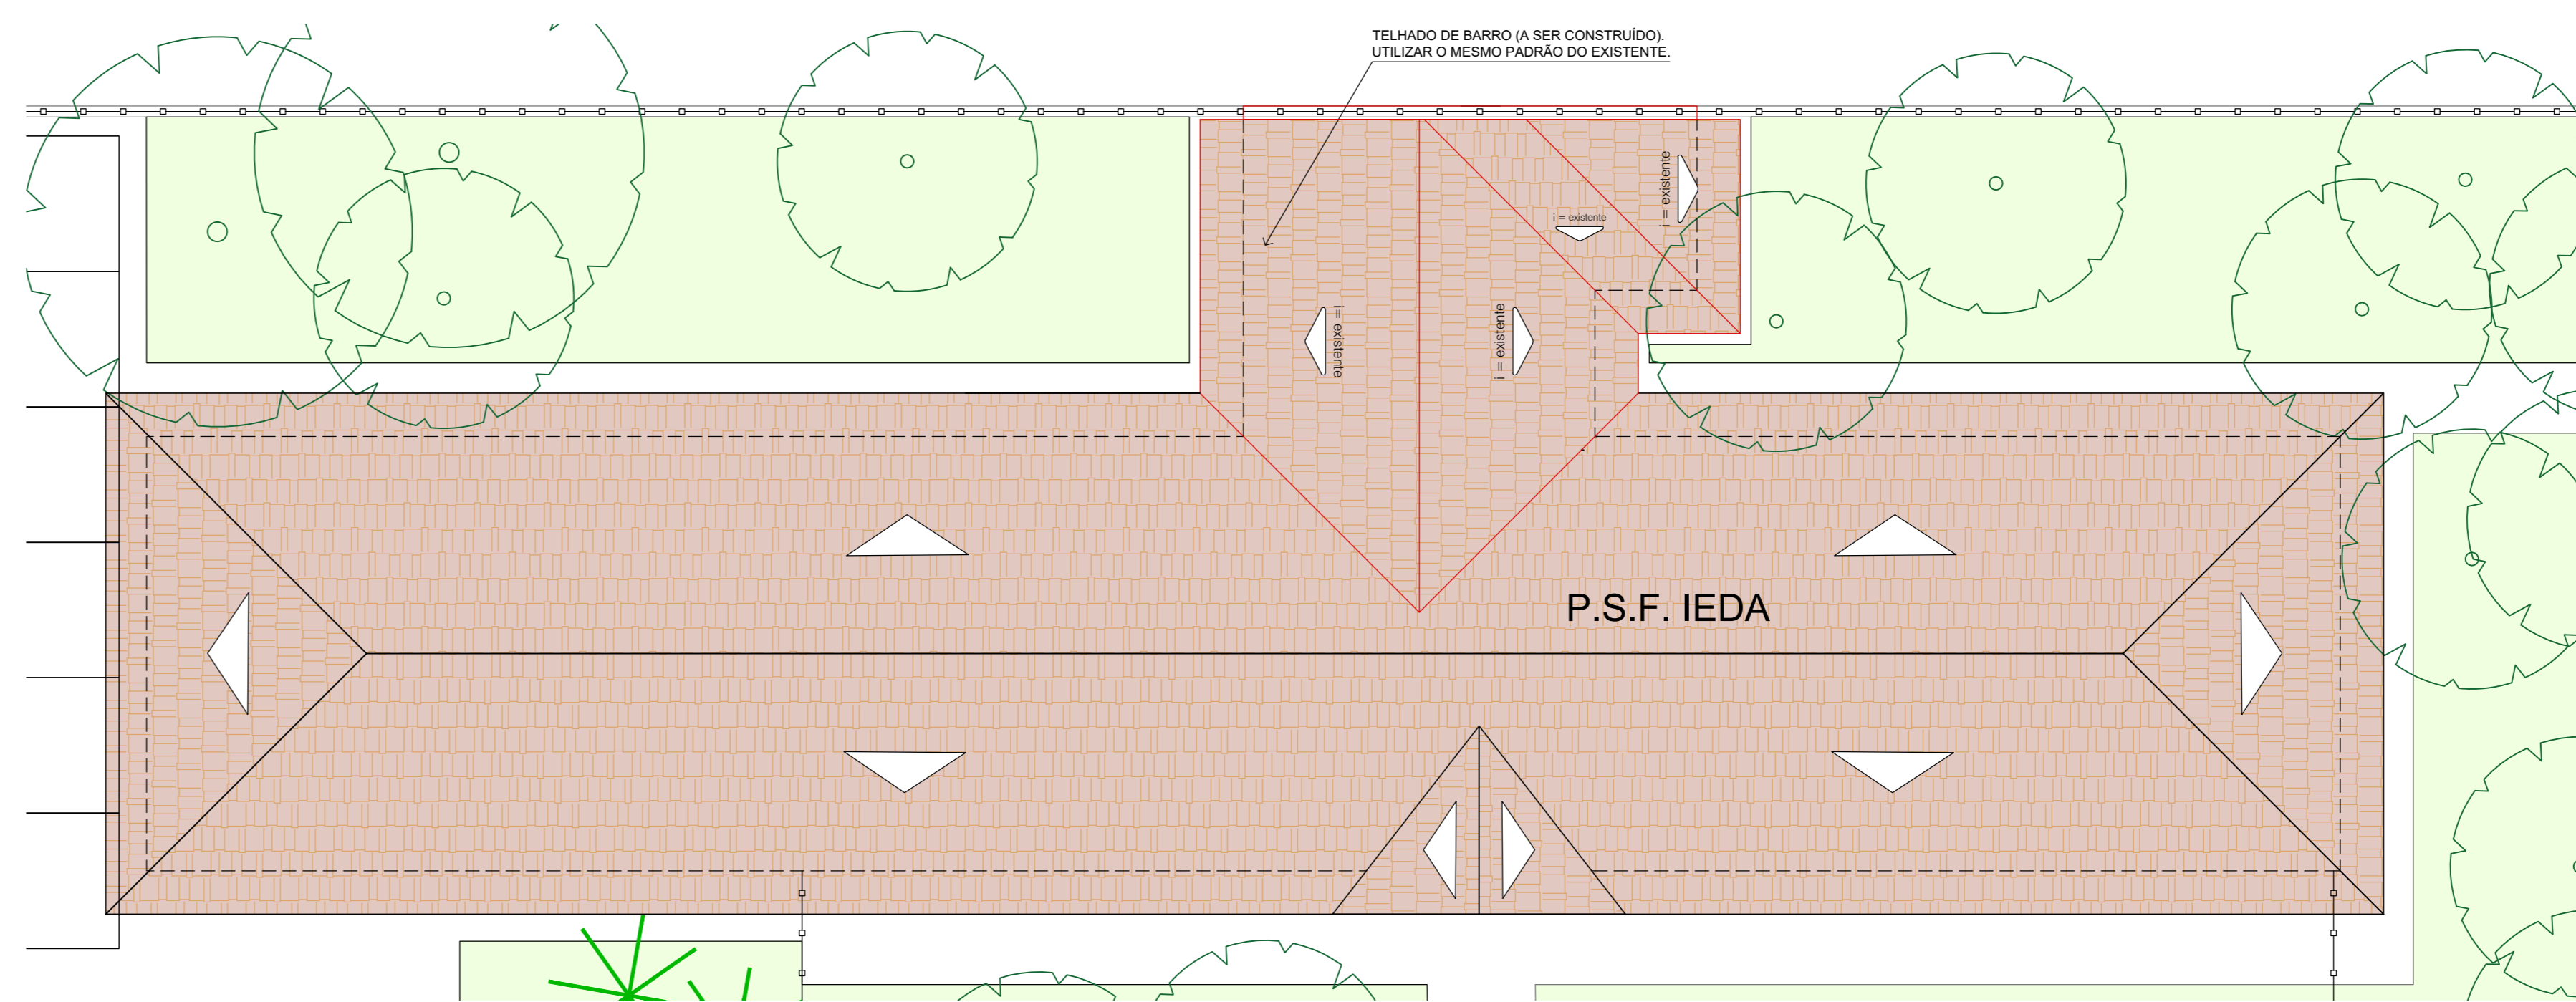 TELHADO DE BARRO (A SER CONSTRUÍDO).
UTILIZAR O MESMO PADRÃO DO EXISTENTE.
i = existente
i = existente
i= existente
i = existente
P.S.F. IEDA